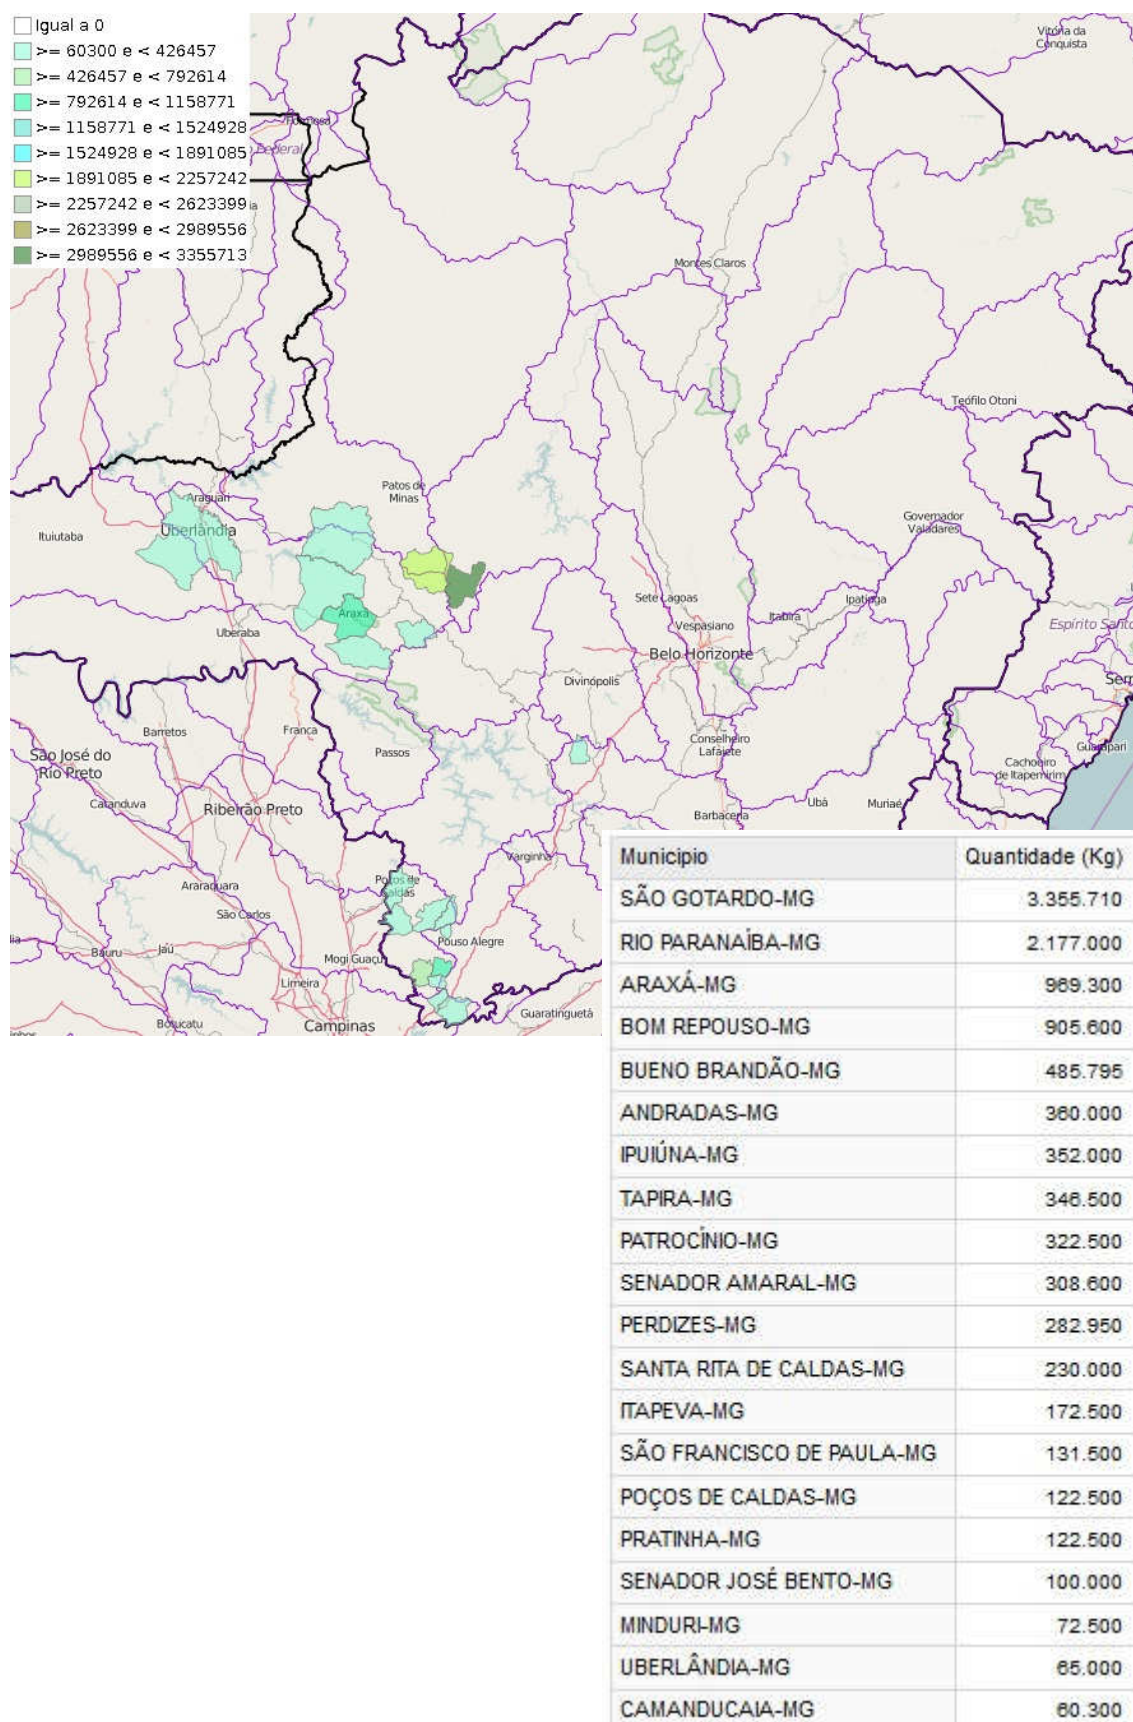 Igual a 0
>= 60300 e < 426457
>= 426457 e < 792614
>= 792614 e < 1158771
>= 1158771 e < 1524928
>= 1524928 e < 1891085
>= 1891085 e < 2257242
>= 2257242 e < 2623399
>= 2623399 e < 2989556
>= 2989556 e < 3355713
Vitória da
Conquista
Formosa
Federal
Montes Claros
Teófilo Otoni
Patos de
Minas
Araguari
Uberlândia
Ituiutaba
Governador
Valadares
Sete Lagoas
Ipatinga
Itabira
Vespasiano
Araxá
Uberaba
Belo Horizonte
Espírito Santo
Divinópolis
Barretos
Franca
Passos
Conselheiro
Lafaiete
Guarapari
Cachoeiro
de Itapemirim
São José do
Rio Preto
Catanduva
Ribeirão Preto
Ubá
Muriaé
Barbacena
Varginha
Poços de
Caldas
Araraquara
São Carlos
Pouso Alegre
Bauru
Jaú
Mogi Guaçu
Limeira
Botucatu
Campinas
Guaratinguetá
Municipio Quantidade (Kg)
SÃO GOTARDO-MG 3.355.710
RIO PARANAÍBA-MG 2.177.000
ARAXÁ-MG 969.300
BOM REPOUSO-MG 905.600
BUENO BRANDÃO-MG 485.795
ANDRADAS-MG 360.000
IPUIÚNA-MG 352.000
TAPIRA-MG 346.500
PATROCÍNIO-MG 322.500
SENADOR AMARAL-MG 308.600
PERDIZES-MG 282.950
SANTA RITA DE CALDAS-MG 230.000
ITAPEVA-MG 172.500
SÃO FRANCISCO DE PAULA-MG 131.500
POÇOS DE CALDAS-MG 122.500
PRATINHA-MG 122.500
SENADOR JOSÉ BENTO-MG 100.000
MINDURI-MG 72.500
UBERLÂNDIA-MG 65.000
CAMANDUCAIA-MG 60.300